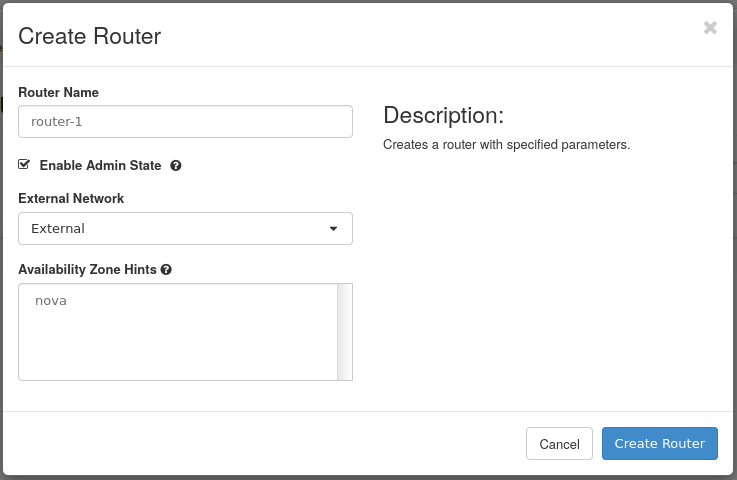 Create Router
Router Name
router-1
Enable Admin State
External Network
External
Availability Zone Hints
nova
Description:
Creates a router with specified parameters.
Cancel
Create Router